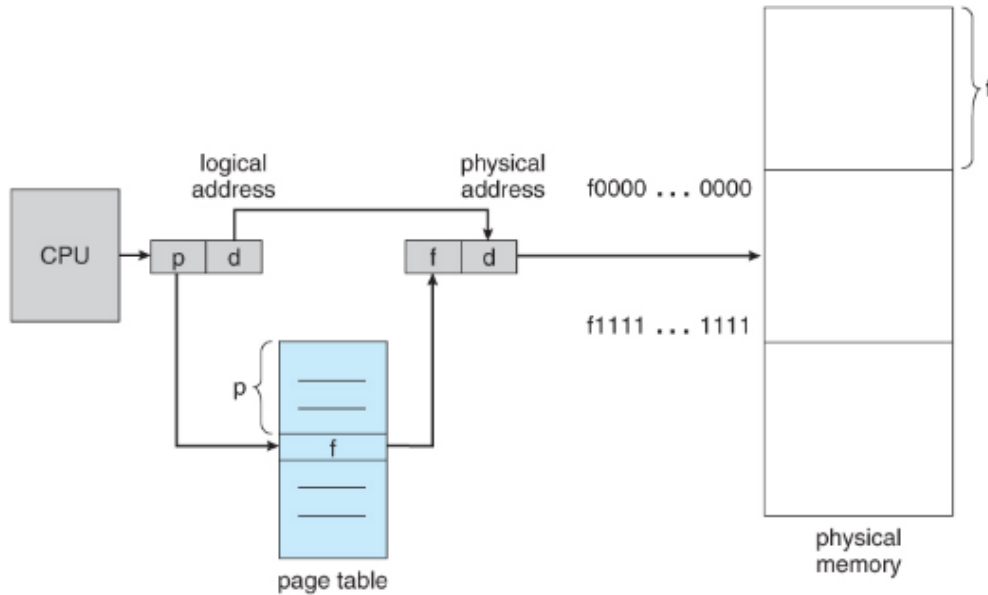 f
logical
address
physical
address
f0000 ... 0000
CPU
p
d
f
d
f1111 ... 1111
p
f
page table
physical
memory